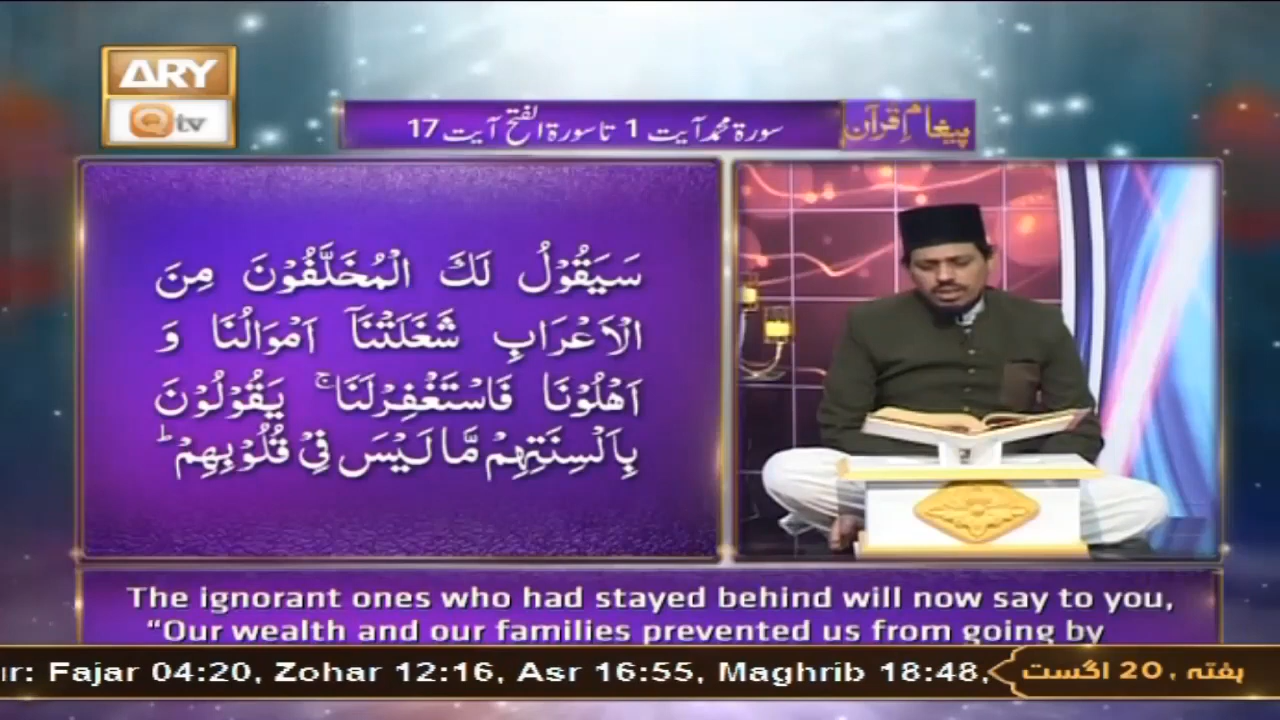 ARY
Qtv
پیغام قرآن
سورۃ محمد آیت 1 تا سورۃ الفتح آیت 17
سَيَقُوۡلُ لَكَ الۡمُخَلَّفُوۡنَ مِنَ
الۡاَعۡرَابِ شَغَلَتۡنَاۤ اَمۡوَالُنَا وَ
اَهۡلُوۡنَا فَاسۡتَغۡفِرۡلَنَا ۚ يَقُوۡلُوۡنَ
بِاَلۡسِنَتِهِمۡ مَّا لَيۡسَ فِىۡ قُلُوۡبِهِمۡ ؕ
The ignorant ones who had stayed behind will now say to you,
“Our wealth and our families prevented us from going by
ur: Fajar 04:20, Zohar 12:16, Asr 16:55, Maghrib 18:48,
ہفتہ , 20 اگست